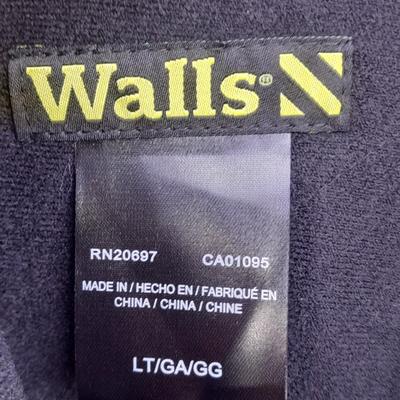 Walls®
RN20697 CA01095
MADE IN / HECHO EN / FABRIQUÉ EN
CHINA / CHINA / CHINE
LT/GA/GG